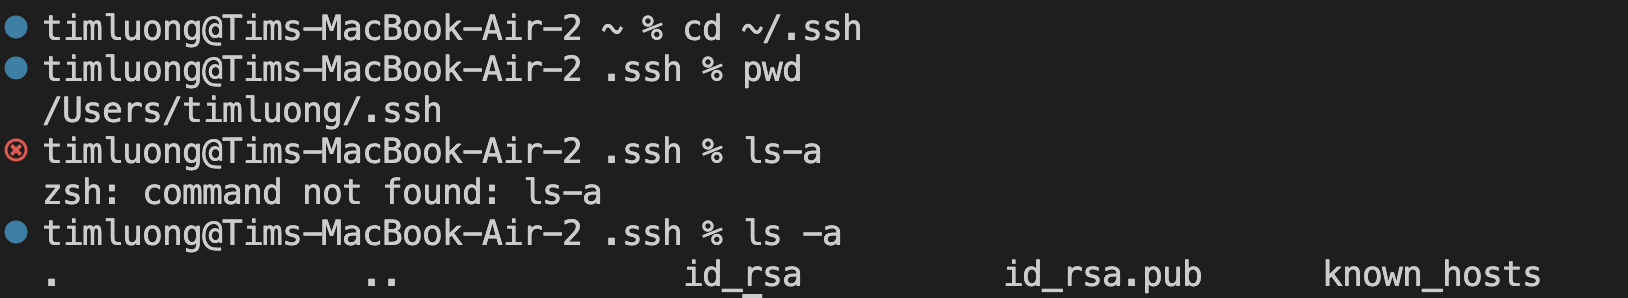 timluong@Tims-MacBook-Air-2 ~ % cd ~/.ssh
timluong@Tims-MacBook-Air-2 .ssh % pwd
/Users/timluong/.ssh
timluong@Tims-MacBook-Air-2 .ssh % ls-a
zsh: command not found: ls-a
timluong@Tims-MacBook-Air-2 .ssh % ls -a
. .. id_rsa id_rsa.pub known_hosts